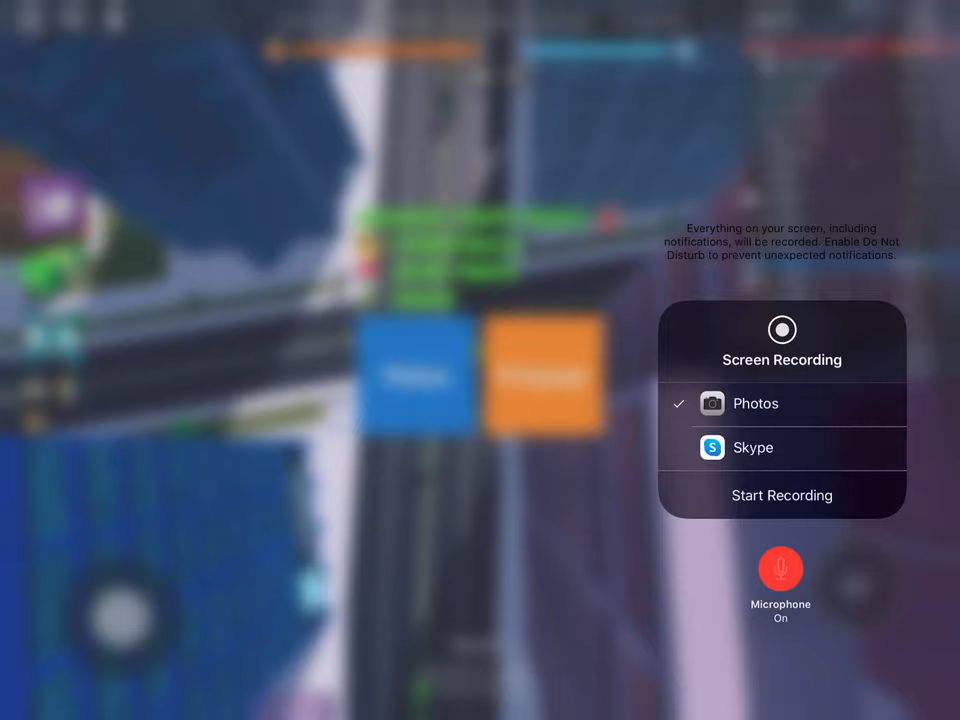 Everything on your screen, including
notifications, will be recorded. Enable Do Not
Disturb to prevent unexpected notifications.
Screen Recording
Photos
Skype
Start Recording
Microphone
On